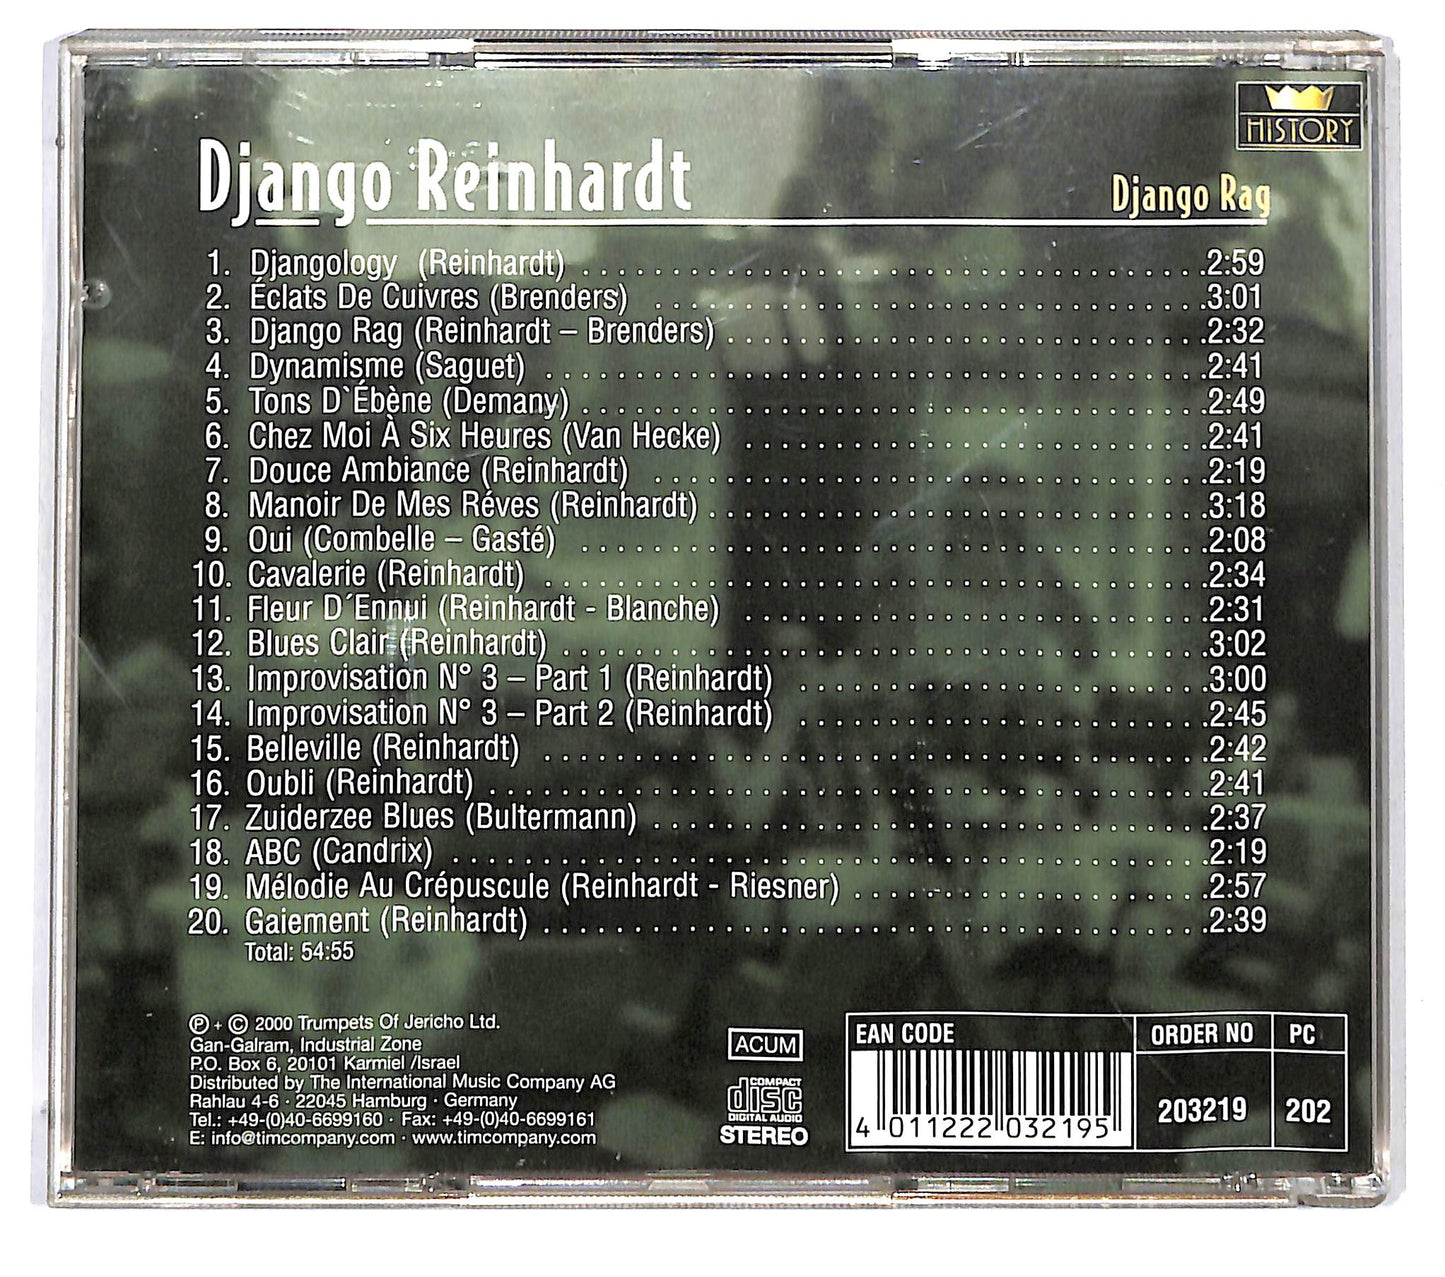 HISTORY
Django Reinhardt
Django Rag
1. Djangology (Reinhardt) 2:59
2. Éclats De Cuivres (Brenders) 3:01
3. Django Rag (Reinhardt – Brenders) 2:32
4. Dynamisme (Saguet) 2:41
5. Tons D`Ébène (Demany) 2:49
6. Chez Moi À Six Heures (Van Hecke) 2:41
7. Douce Ambiance (Reinhardt) 2:19
8. Manoir De Mes Réves (Reinhardt) 3:18
9. Oui (Combelle – Gasté) 2:08
10. Cavalerie (Reinhardt) 2:34
11. Fleur D´Ennui (Reinhardt - Blanche) 2:31
12. Blues Clair (Reinhardt) 3:02
13. Improvisation N° 3 – Part 1 (Reinhardt) 3:00
14. Improvisation N° 3 – Part 2 (Reinhardt) 2:45
15. Belleville (Reinhardt) 2:42
16. Oubli (Reinhardt) 2:41
17. Zuiderzee Blues (Bultermann) 2:37
18. ABC (Candrix) 2:19
19. Mélodie Au Crépuscule (Reinhardt - Riesner) 2:57
20. Gaiement (Reinhardt) 2:39
Total: 54:55
℗ + © 2000 Trumpets Of Jericho Ltd.
Gan-Galram, Industrial Zone
P.O. Box 6, 20101 Karmiel /Israel
Distributed by The International Music Company AG
Rahlau 4-6 · 22045 Hamburg · Germany
Tel.: +49-(0)40-6699160 · Fax: +49-(0)40-6699161
E: info@timcompany.com · www.timcompany.com
ACUM
COMPACT
disc
DIGITAL AUDIO
STEREO
EAN CODE
4 011222 032195
ORDER NO
203219
PC
202